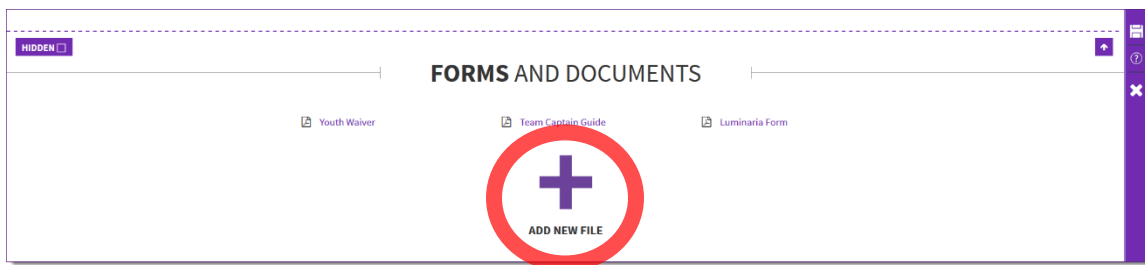 HIDDEN
FORMS AND DOCUMENTS
Youth Waiver Team Captain Guide Luminaria Form
ADD NEW FILE